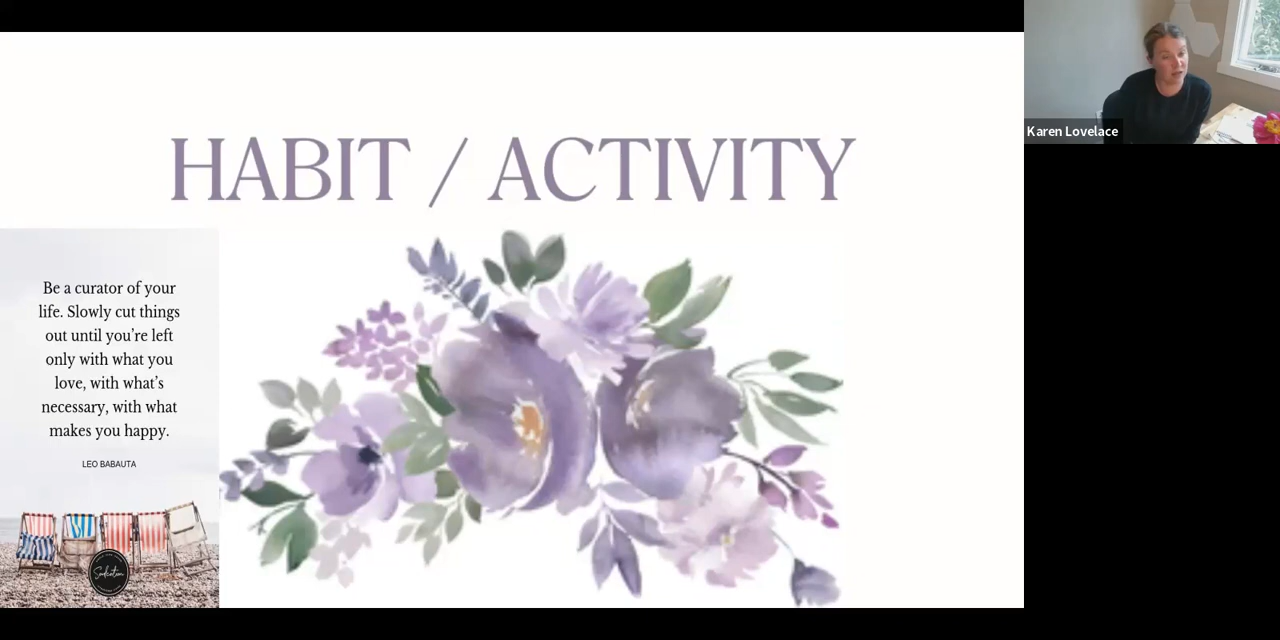 HABIT / ACTIVITY
Be a curator of your
life. Slowly cut things
out until you're left
only with what you
love, with what's
necessary, with what
makes you happy.
LEO BABAUTA
Karen Lovelace